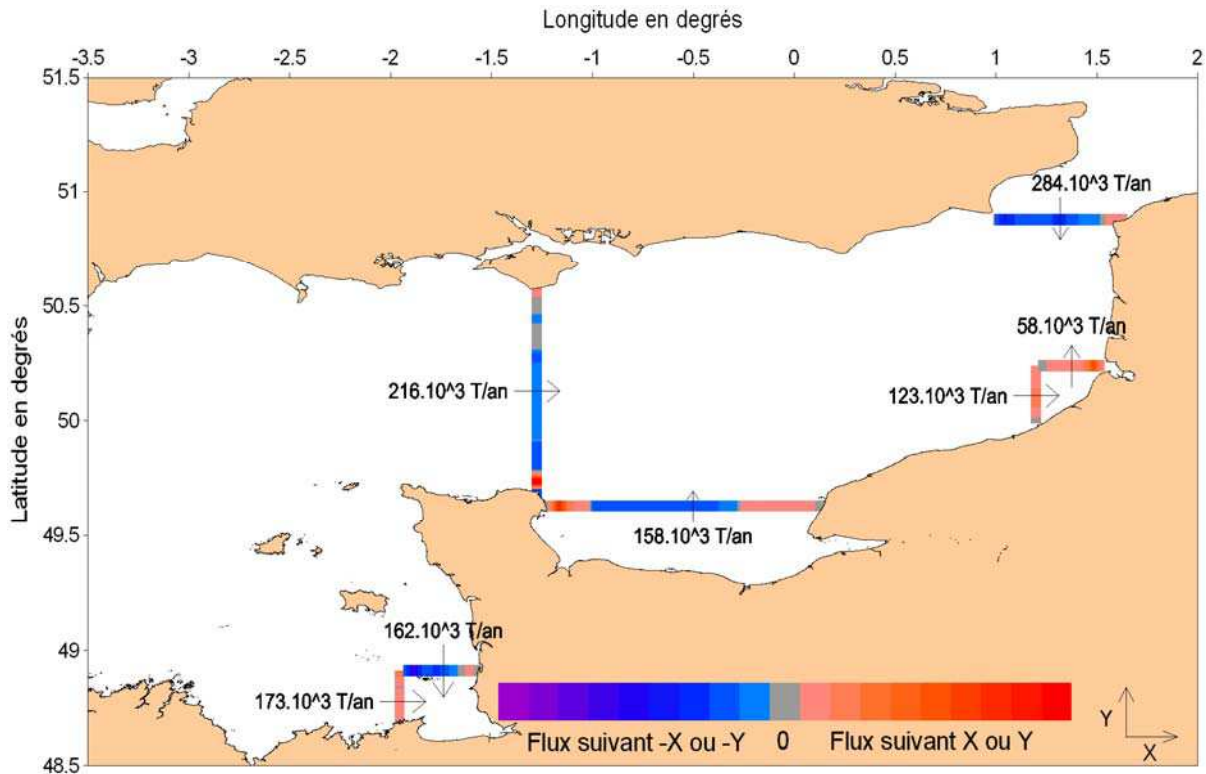 Longitude en degrés
-3.5 -3 -2.5 -2 -1.5 -1 -0.5 0 0.5 1 1.5 2
51.5
51
50.5
50
49.5
49
48.5
Latitude en degrés
284.10^3 T/an
58.10^3 T/an
216.10^3 T/an
123.10^3 T/an
158.10^3 T/an
162.10^3 T/an
173.10^3 T/an
Flux suivant -X ou -Y 0 Flux suivant X ou Y
Y
X